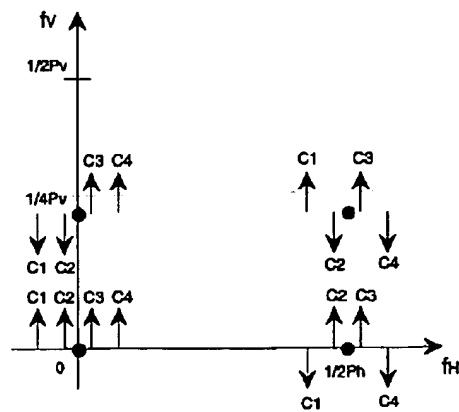 fv
1/2Pv
C3 C4
C1 C3
1/4Pv
C1 C2
C2 C4
C1 C2 C3 C4
C2 C3
0
1/2Ph
fH
C1 C4